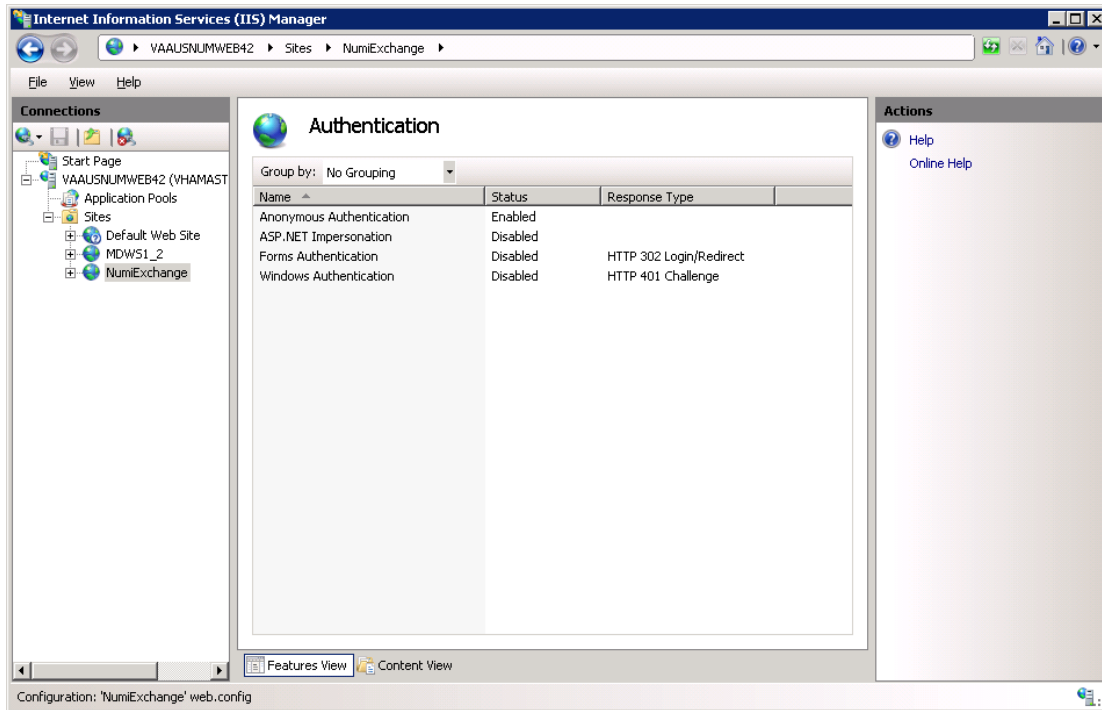 Internet Information Services (IIS) Manager
VAAUSNUMWEB42 Sites NumiExchange
File View Help
Connections
Start Page
VAAUSNUMWEB42 (VHAMAST
Application Pools
Sites
Default Web Site
MDWS1_2
NumiExchange
Authentication
Group by: No Grouping
Name Status Response Type
Anonymous Authentication Enabled
ASP.NET Impersonation Disabled
Forms Authentication Disabled HTTP 302 Login/Redirect
Windows Authentication Disabled HTTP 401 Challenge
Features View Content View
Actions
Help
Online Help
Configuration: 'NumiExchange' web.config